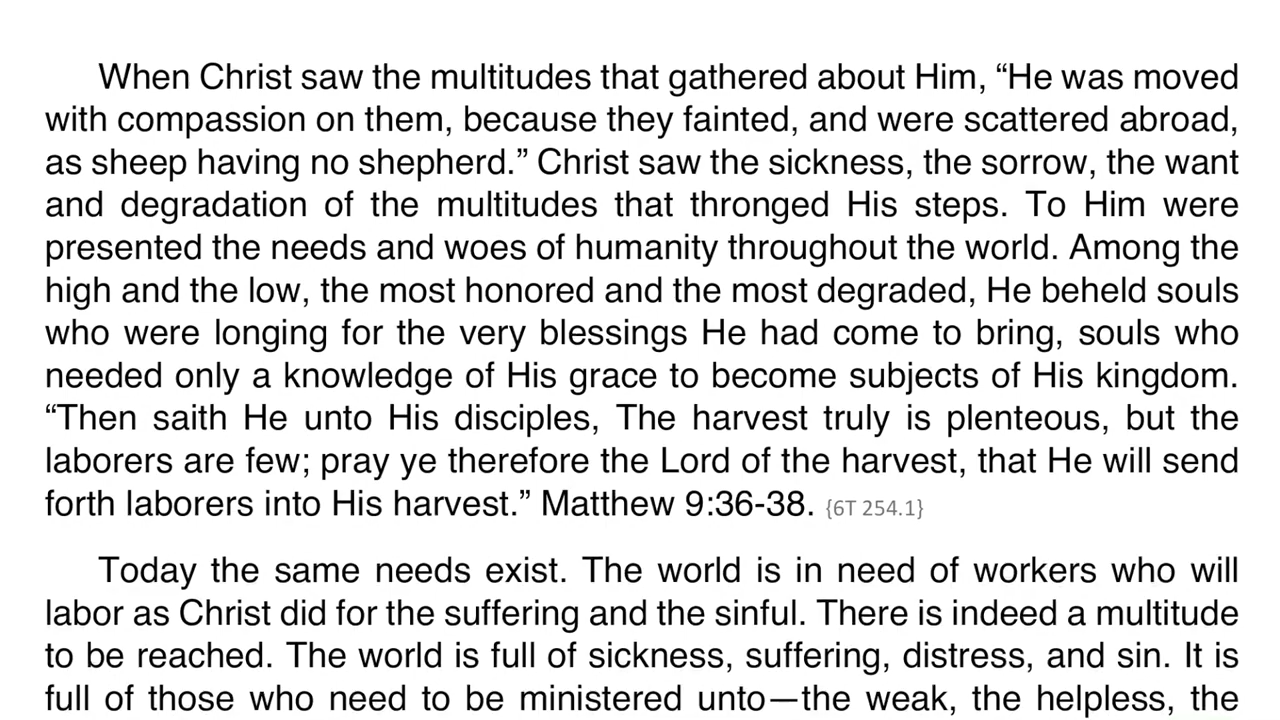 When Christ saw the multitudes that gathered about Him, “He was moved
with compassion on them, because they fainted, and were scattered abroad,
as sheep having no shepherd.” Christ saw the sickness, the sorrow, the want
and degradation of the multitudes that thronged His steps. To Him were
presented the needs and woes of humanity throughout the world. Among the
high and the low, the most honored and the most degraded, He beheld souls
who were longing for the very blessings He had come to bring, souls who
needed only a knowledge of His grace to become subjects of His kingdom.
“Then saith He unto His disciples, The harvest truly is plenteous, but the
laborers are few; pray ye therefore the Lord of the harvest, that He will send
forth laborers into His harvest.” Matthew 9:36-38. {6T 254.1}
Today the same needs exist. The world is in need of workers who will
labor as Christ did for the suffering and the sinful. There is indeed a multitude
to be reached. The world is full of sickness, suffering, distress, and sin. It is
full of those who need to be ministered unto—the weak, the helpless, the